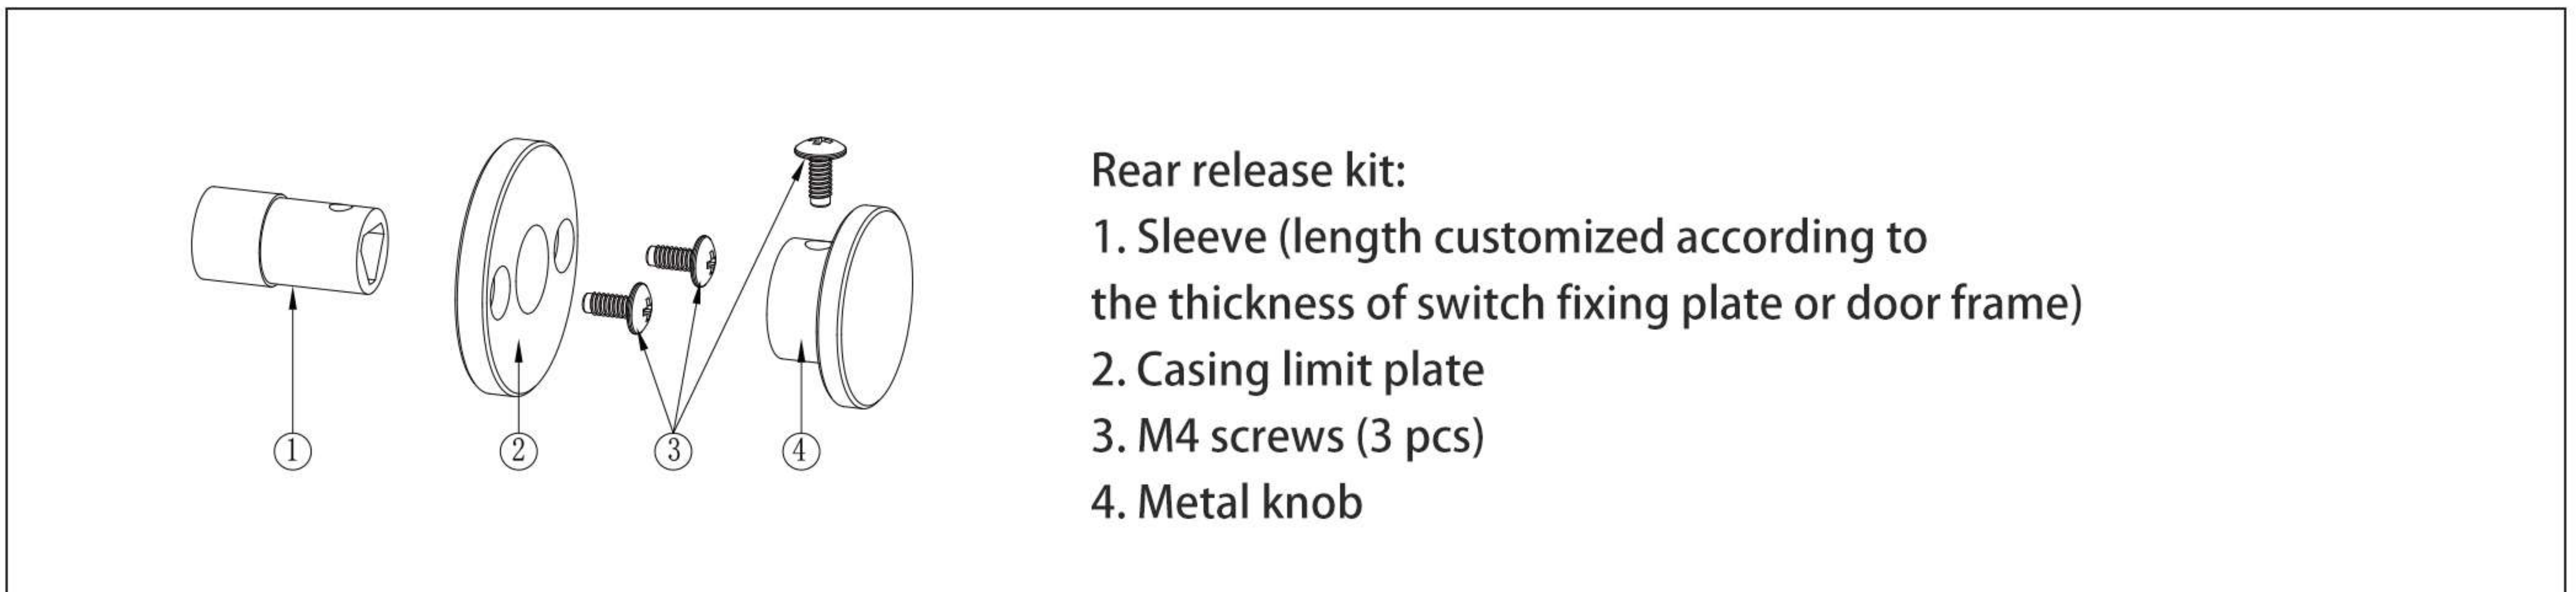 Rear release kit:
1. Sleeve (length customized according to
the thickness of switch fixing plate or door frame)
2. Casing limit plate
3. M4 screws (3 pcs)
4. Metal knob
1
2
3
4